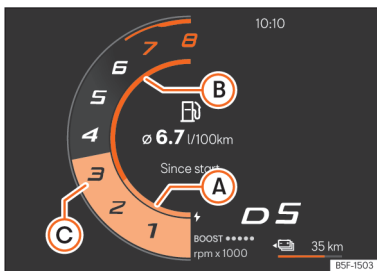 10:10
8
7
6
5
4
3
2
1
B
ø 6.7 l/100km
Since start
A
C
D5
BOOST •••••
rpm x 1000
35 km
B5F-1503